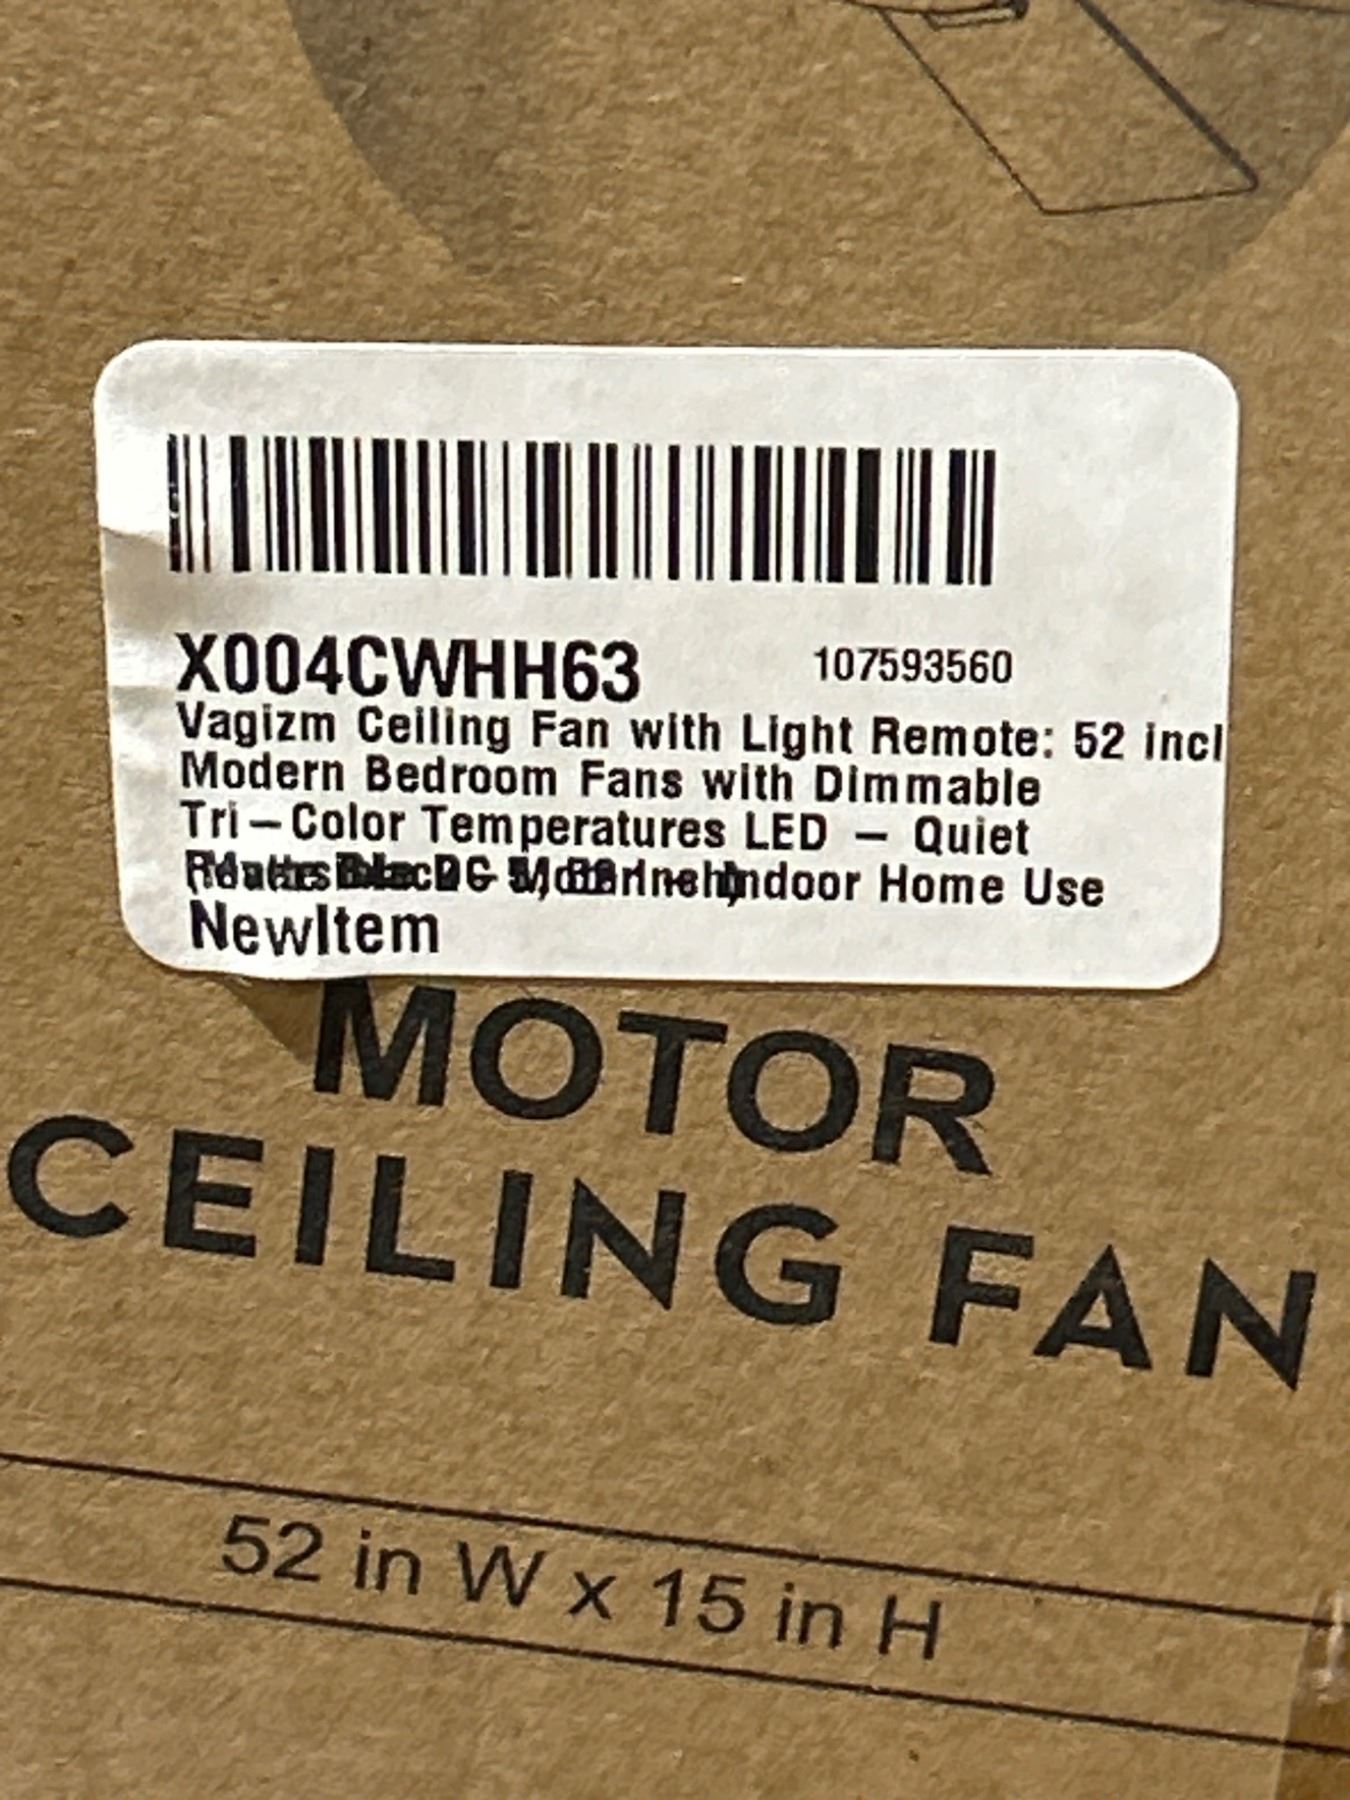 X004CWHH63 107593560
Vagizm Ceiling Fan with Light Remote: 52 incl
Modern Bedroom Fans with Dimmable
Tri-Color Temperatures LED - Quiet
Indoor Home Use
NewItem
MOTOR
CEILING FAN
52 in W x 15 in H